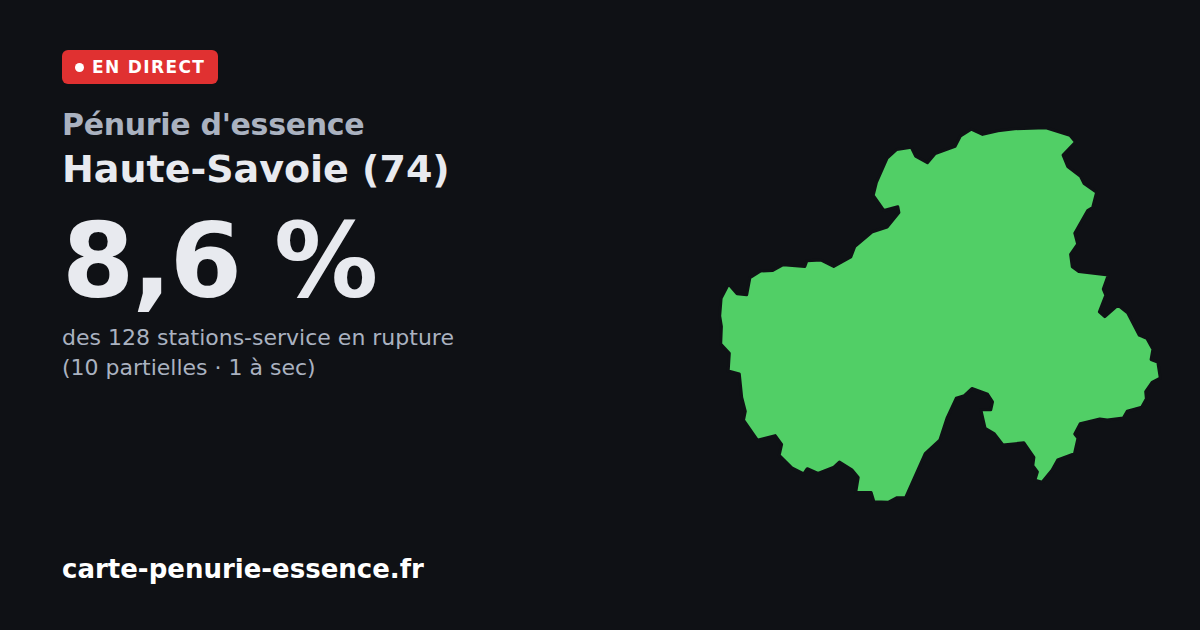 EN DIRECT
Pénurie d'essence
Haute-Savoie (74)
8,6 %
des 128 stations-service en rupture
(10 partielles · 1 à sec)
carte-penurie-essence.fr